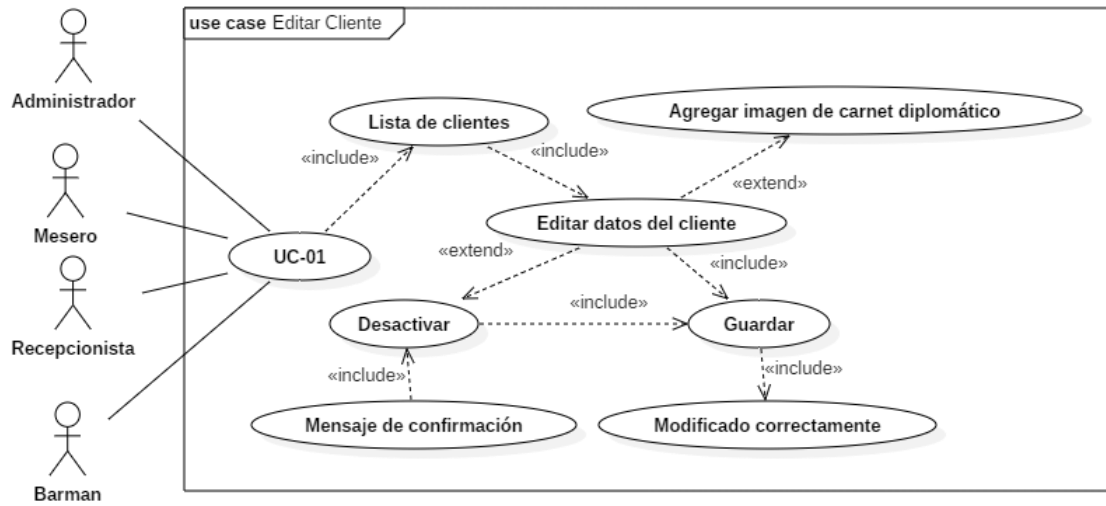 use case Editar Cliente
Administrador
Lista de clientes
Agregar imagen de carnet diplomático
«include»
«include»
«extend»
Mesero
Editar datos del cliente
UC-01
«extend»
«include»
Recepcionista
Desactivar
«include»
Guardar
«include»
«include»
Mensaje de confirmación
Modificado correctamente
Barman